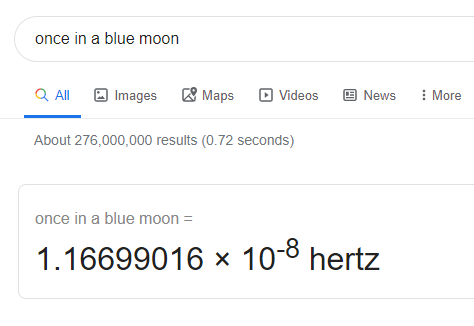 once in a blue moon
All Images Maps Videos News More
About 276,000,000 results (0.72 seconds)
once in a blue moon =
1.16699016 × 10⁻⁸ hertz